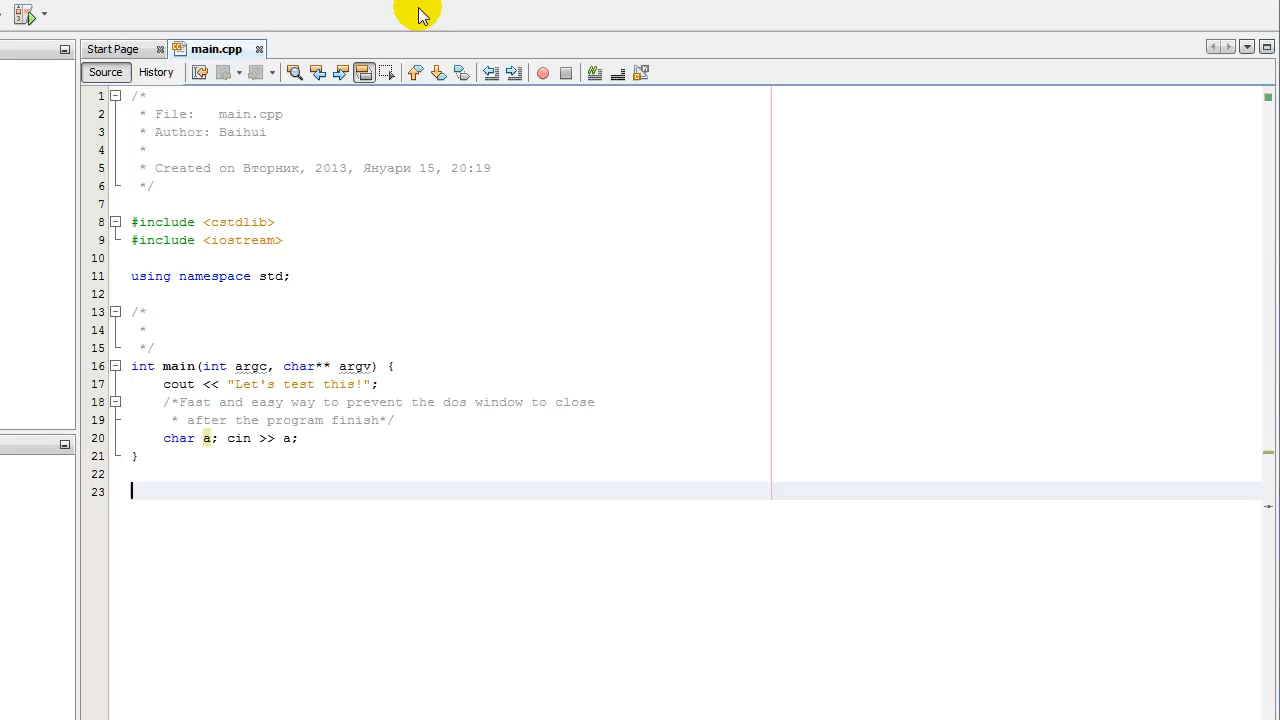 Start Page main.cpp
Source History
1 /*
2  * File:   main.cpp
3  * Author: Baihui
4  *
5  * Created on Вторник, 2013, Януари 15, 20:19
6  */
7
8 #include <cstdlib>
9 #include <iostream>
10
11 using namespace std;
12
13 /*
14  *
15  */
16 int main(int argc, char** argv) {
17     cout << "Let's test this!";
18     /*Fast and easy way to prevent the dos window to close
19      * after the program finish*/
20     char a; cin >> a;
21 }
22
23